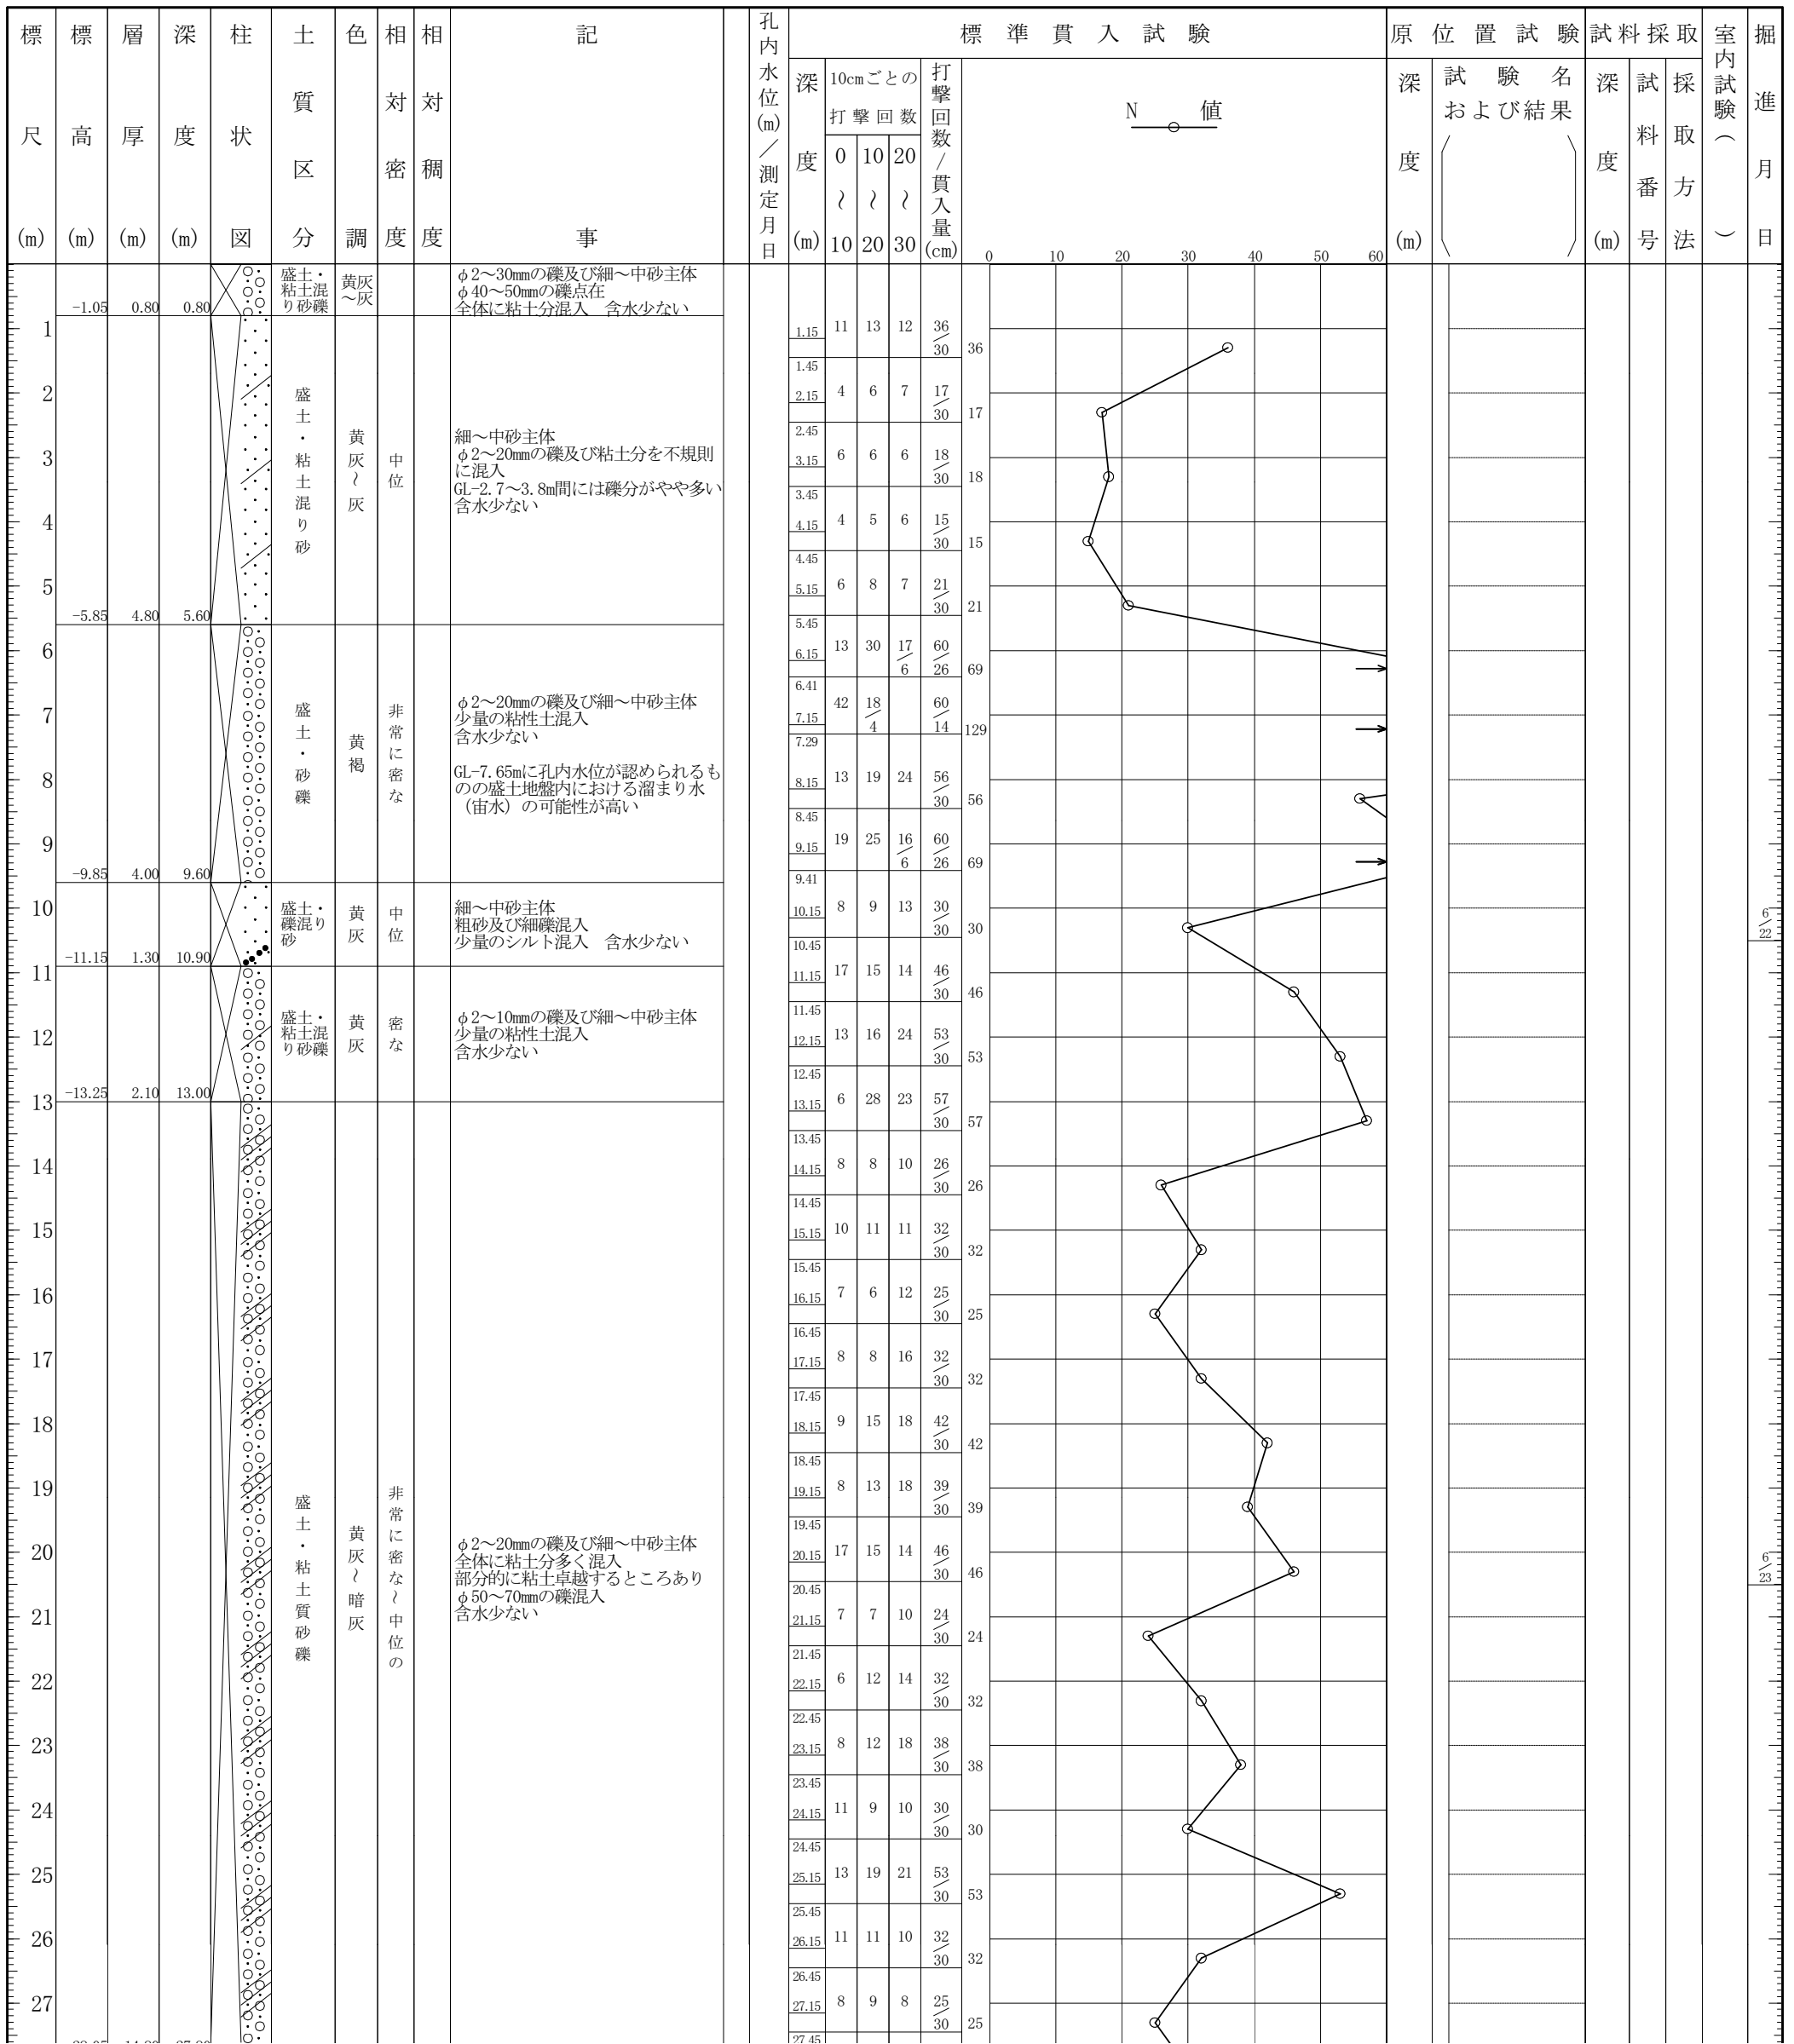 標尺(m)
標高(m)
層厚(m)
深度(m)
柱状図
土質区分
色調
相対密度
相対稠度
記事
孔内水位(m)/測定月日
標準貫入試験
深度(m)
10cmごとの
打撃回数
0〜10
10〜20
20〜30
打撃回数/貫入量(cm)
N値
0 10 20 30 40 50 60
原位置試験
深度(m)
試験名
および結果
試料採取
深度(m)
試料番号
採取方法
室内試験( )
掘進月日
-1.05 0.80 0.80
盛土・
粘土混
り砂礫
黄灰
〜灰
φ2〜30mmの礫及び細〜中砂主体
φ40〜50mmの礫点在
全体に粘土分混入 含水少ない
-5.85 4.80 5.60
盛土・粘土混り砂
黄灰〜灰
中位
細〜中砂主体
φ2〜20mmの礫及び粘土分を不規則
に混入
GL-2.7〜3.8m間には礫分がやや多い
含水少ない
-9.85 4.00 9.60
盛土・砂礫
黄褐
非常に密な
φ2〜20mmの礫及び細〜中砂主体
少量の粘性土混入
含水少ない
GL-7.65mに孔内水位が認められるも
のの盛土地盤内における溜まり水
(宙水)の可能性が高い
-11.15 1.30 10.90
盛土・
礫混り
砂
黄灰
中位
細〜中砂主体
粗砂及び細礫混入
少量のシルト混入 含水少ない
-13.25 2.10 13.00
盛土・
粘土混
り砂礫
黄灰
密な
φ2〜10mmの礫及び細〜中砂主体
少量の粘性土混入
含水少ない
盛土・粘土質砂礫
黄灰〜暗灰
非常に密な〜中位の
φ2〜20mmの礫及び細〜中砂主体
全体に粘土分多く混入
部分的に粘土卓越するところあり
φ50〜70mmの礫混入
含水少ない
1
2
3
4
5
6
7
8
9
10
11
12
13
14
15
16
17
18
19
20
21
22
23
24
25
26
27
1.15 11 13 12 36/30 36
1.45
2.15 4 6 7 17/30 17
2.45
3.15 6 6 6 18/30 18
3.45
4.15 4 5 6 15/30 15
4.45
5.15 6 8 7 21/30 21
5.45
6.15 13 30 17/6 60/26 69
6.41
7.15 42 18/4 60/14 129
7.29
8.15 13 19 24 56/30 56
8.45
9.15 19 25 16/6 60/26 69
9.41
10.15 8 9 13 30/30 30
10.45
11.15 17 15 14 46/30 46
11.45
12.15 13 16 24 53/30 53
12.45
13.15 6 28 23 57/30 57
13.45
14.15 8 8 10 26/30 26
14.45
15.15 10 11 11 32/30 32
15.45
16.15 7 6 12 25/30 25
16.45
17.15 8 8 16 32/30 32
17.45
18.15 9 15 18 42/30 42
18.45
19.15 8 13 18 39/30 39
19.45
20.15 17 15 14 46/30 46
20.45
21.15 7 7 10 24/30 24
21.45
22.15 6 12 14 32/30 32
22.45
23.15 8 12 18 38/30 38
23.45
24.15 11 9 10 30/30 30
24.45
25.15 13 19 21 53/30 53
25.45
26.15 11 11 10 32/30 32
26.45
27.15 8 9 8 25/30 25
27.45
6/22
6/23